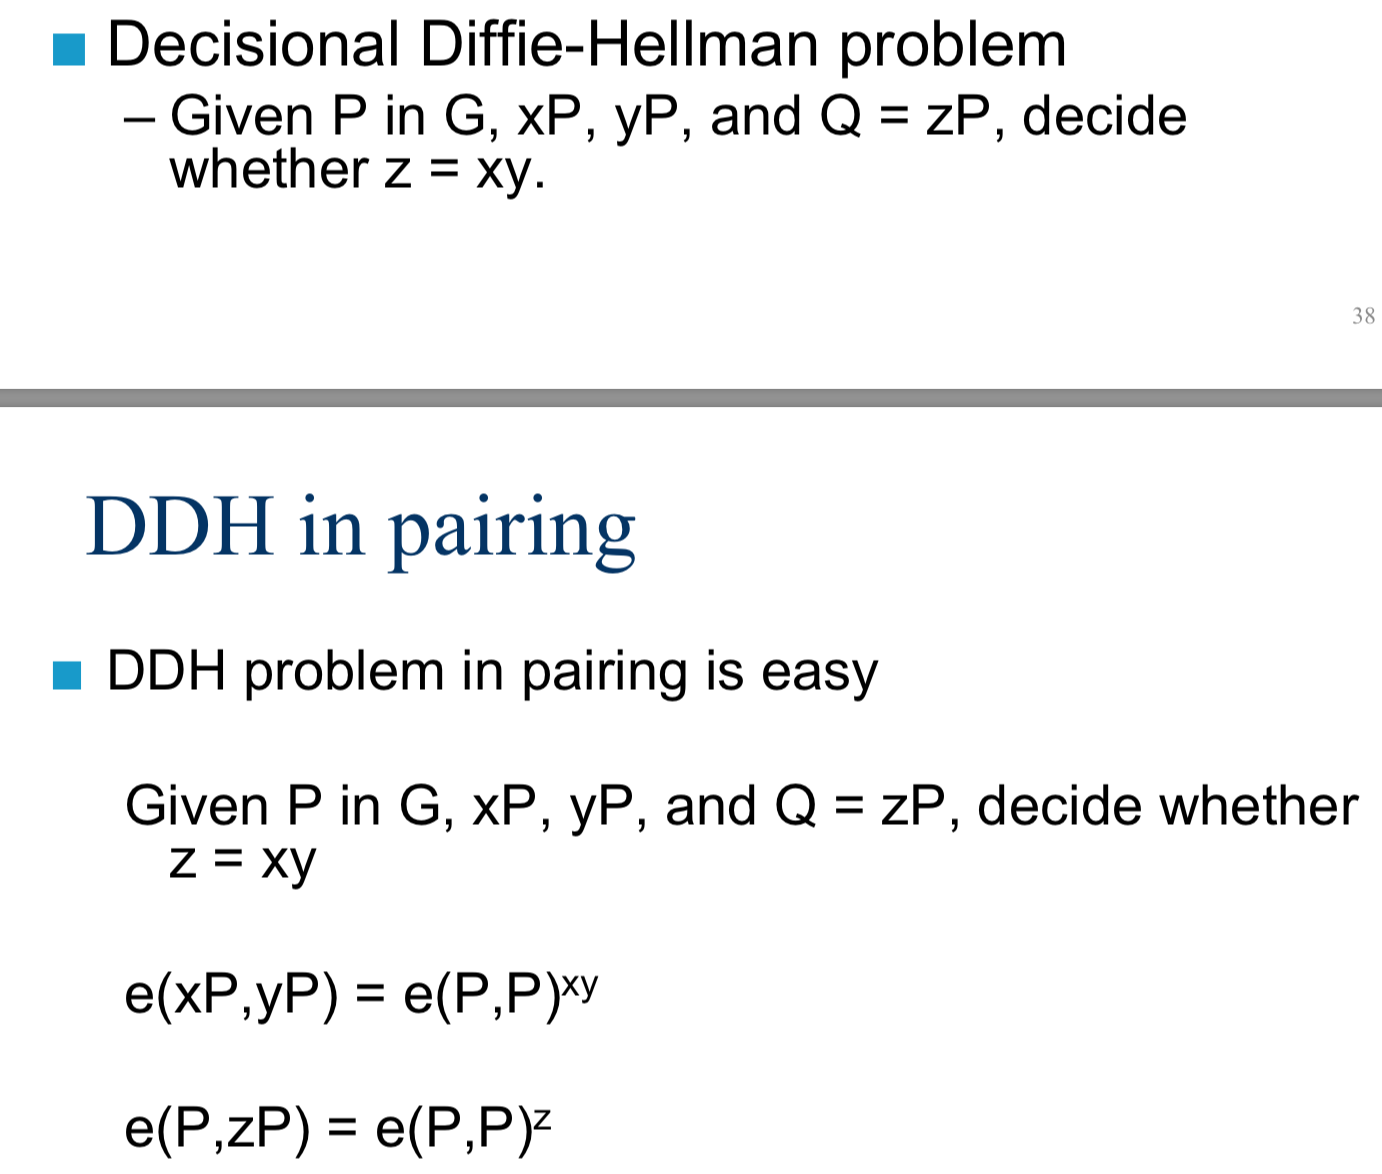 Decisional Diffie-Hellman problem
– Given P in G, xP, yP, and Q = zP, decide
whether z = xy.
38
DDH in pairing
DDH problem in pairing is easy
Given P in G, xP, yP, and Q = zP, decide whether
z = xy
e(xP,yP) = e(P,P)ˣʸ
e(P,zP) = e(P,P)ᶻ